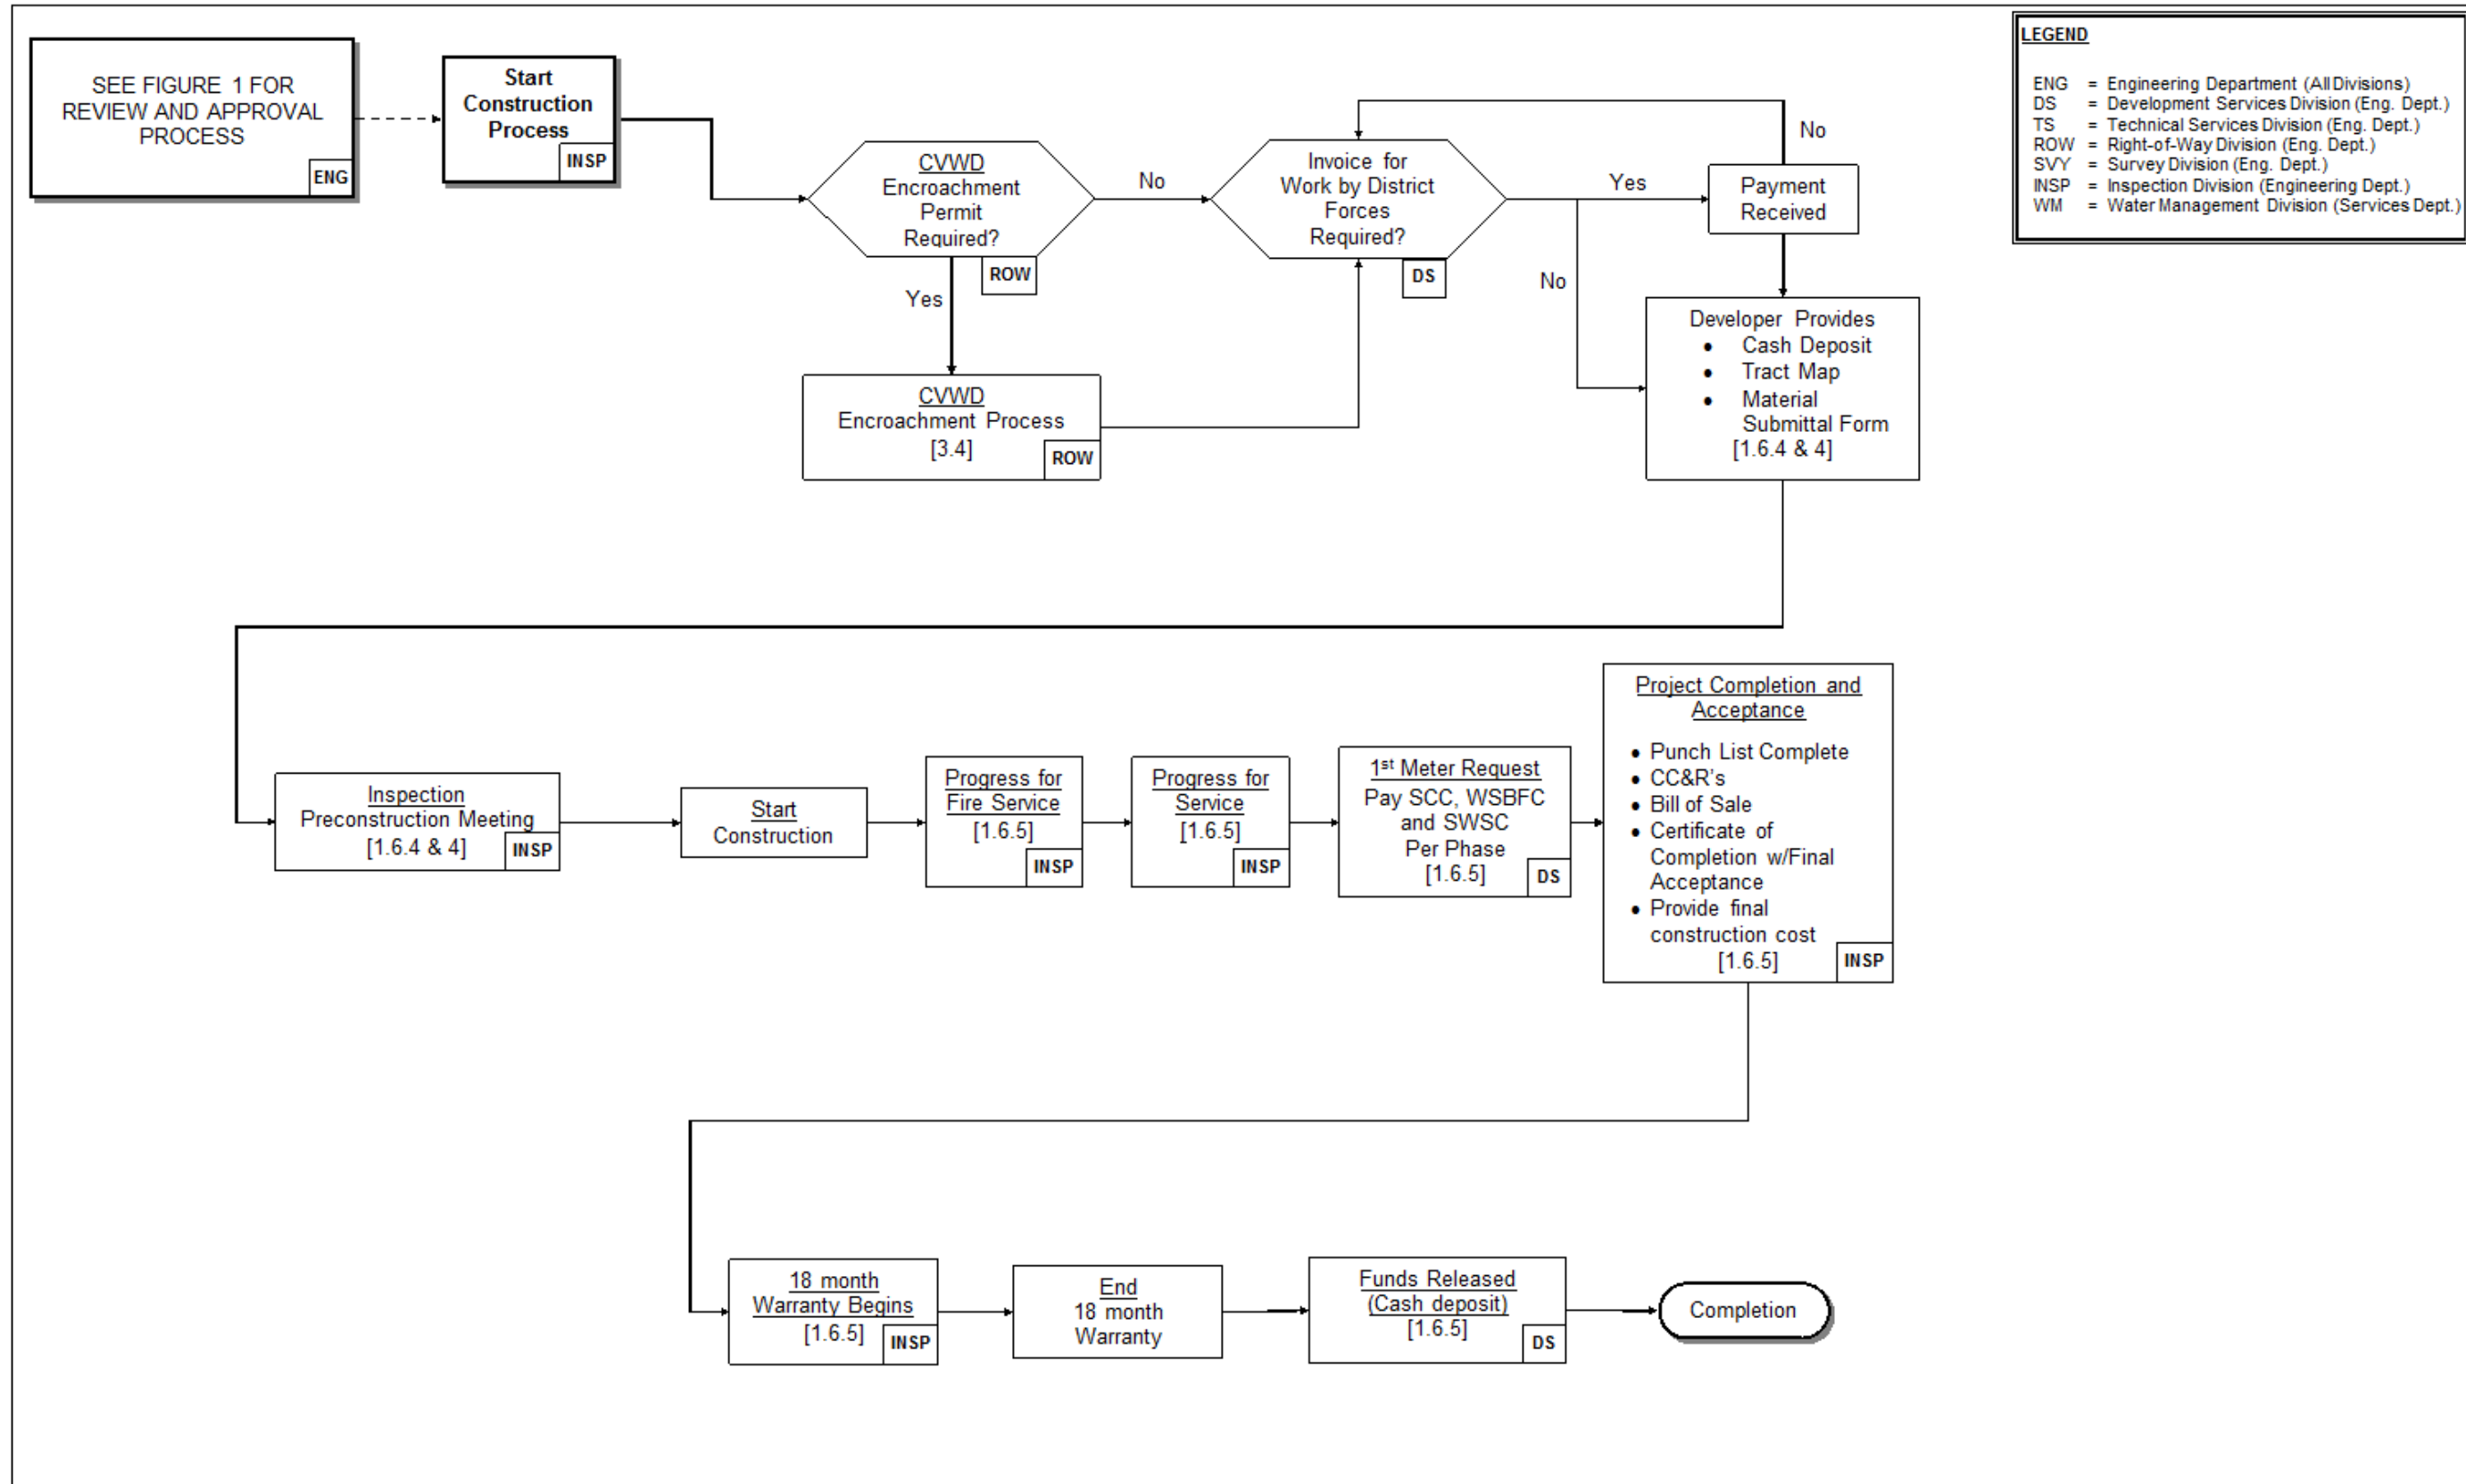 SEE FIGURE 1 FOR
REVIEW AND APPROVAL
PROCESS
ENG
Start
Construction
Process
INSP
CVWD
Encroachment
Permit
Required?
ROW
No
Yes
CVWD
Encroachment Process
[3.4]
ROW
Invoice for
Work by District
Forces
Required?
DS
Yes
No
Payment
Received
No
Developer Provides
• Cash Deposit
• Tract Map
• Material
Submittal Form
[1.6.4 & 4]
LEGEND
ENG = Engineering Department (All Divisions)
DS = Development Services Division (Eng. Dept.)
TS = Technical Services Division (Eng. Dept.)
ROW = Right-of-Way Division (Eng. Dept.)
SVY = Survey Division (Eng. Dept.)
INSP = Inspection Division (Engineering Dept.)
WM = Water Management Division (Services Dept.)
Inspection
Preconstruction Meeting
[1.6.4 & 4]
INSP
Start
Construction
Progress for
Fire Service
[1.6.5]
INSP
Progress for
Service
[1.6.5]
INSP
1st Meter Request
Pay SCC, WSBFC
and SWSC
Per Phase
[1.6.5]
DS
Project Completion and
Acceptance
• Punch List Complete
• CC&R's
• Bill of Sale
• Certificate of
Completion w/Final
Acceptance
• Provide final
construction cost
[1.6.5]
INSP
18 month
Warranty Begins
[1.6.5]
INSP
End
18 month
Warranty
Funds Released
(Cash deposit)
[1.6.5]
DS
Completion